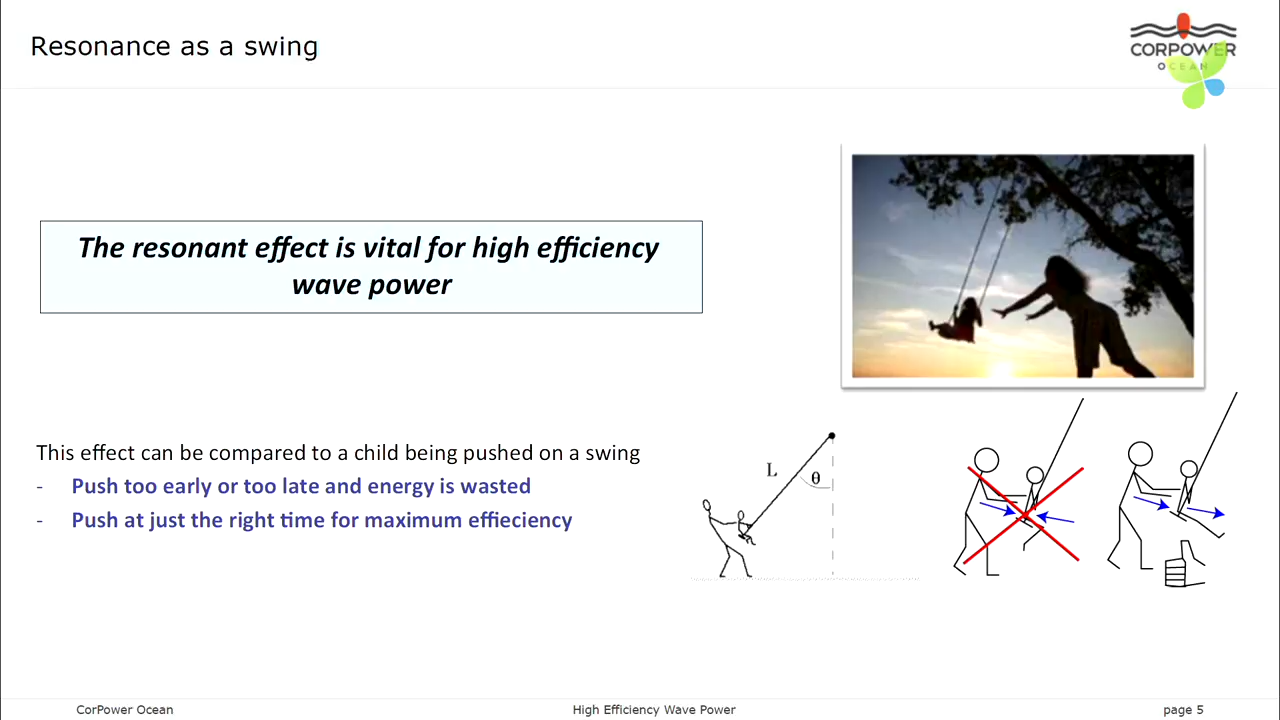 Resonance as a swing
CORPOWER
OCEAN
The resonant effect is vital for high efficiency
wave power
This effect can be compared to a child being pushed on a swing
- Push too early or too late and energy is wasted
- Push at just the right time for maximum effieciency
L
θ
CorPower Ocean
High Efficiency Wave Power
page 5